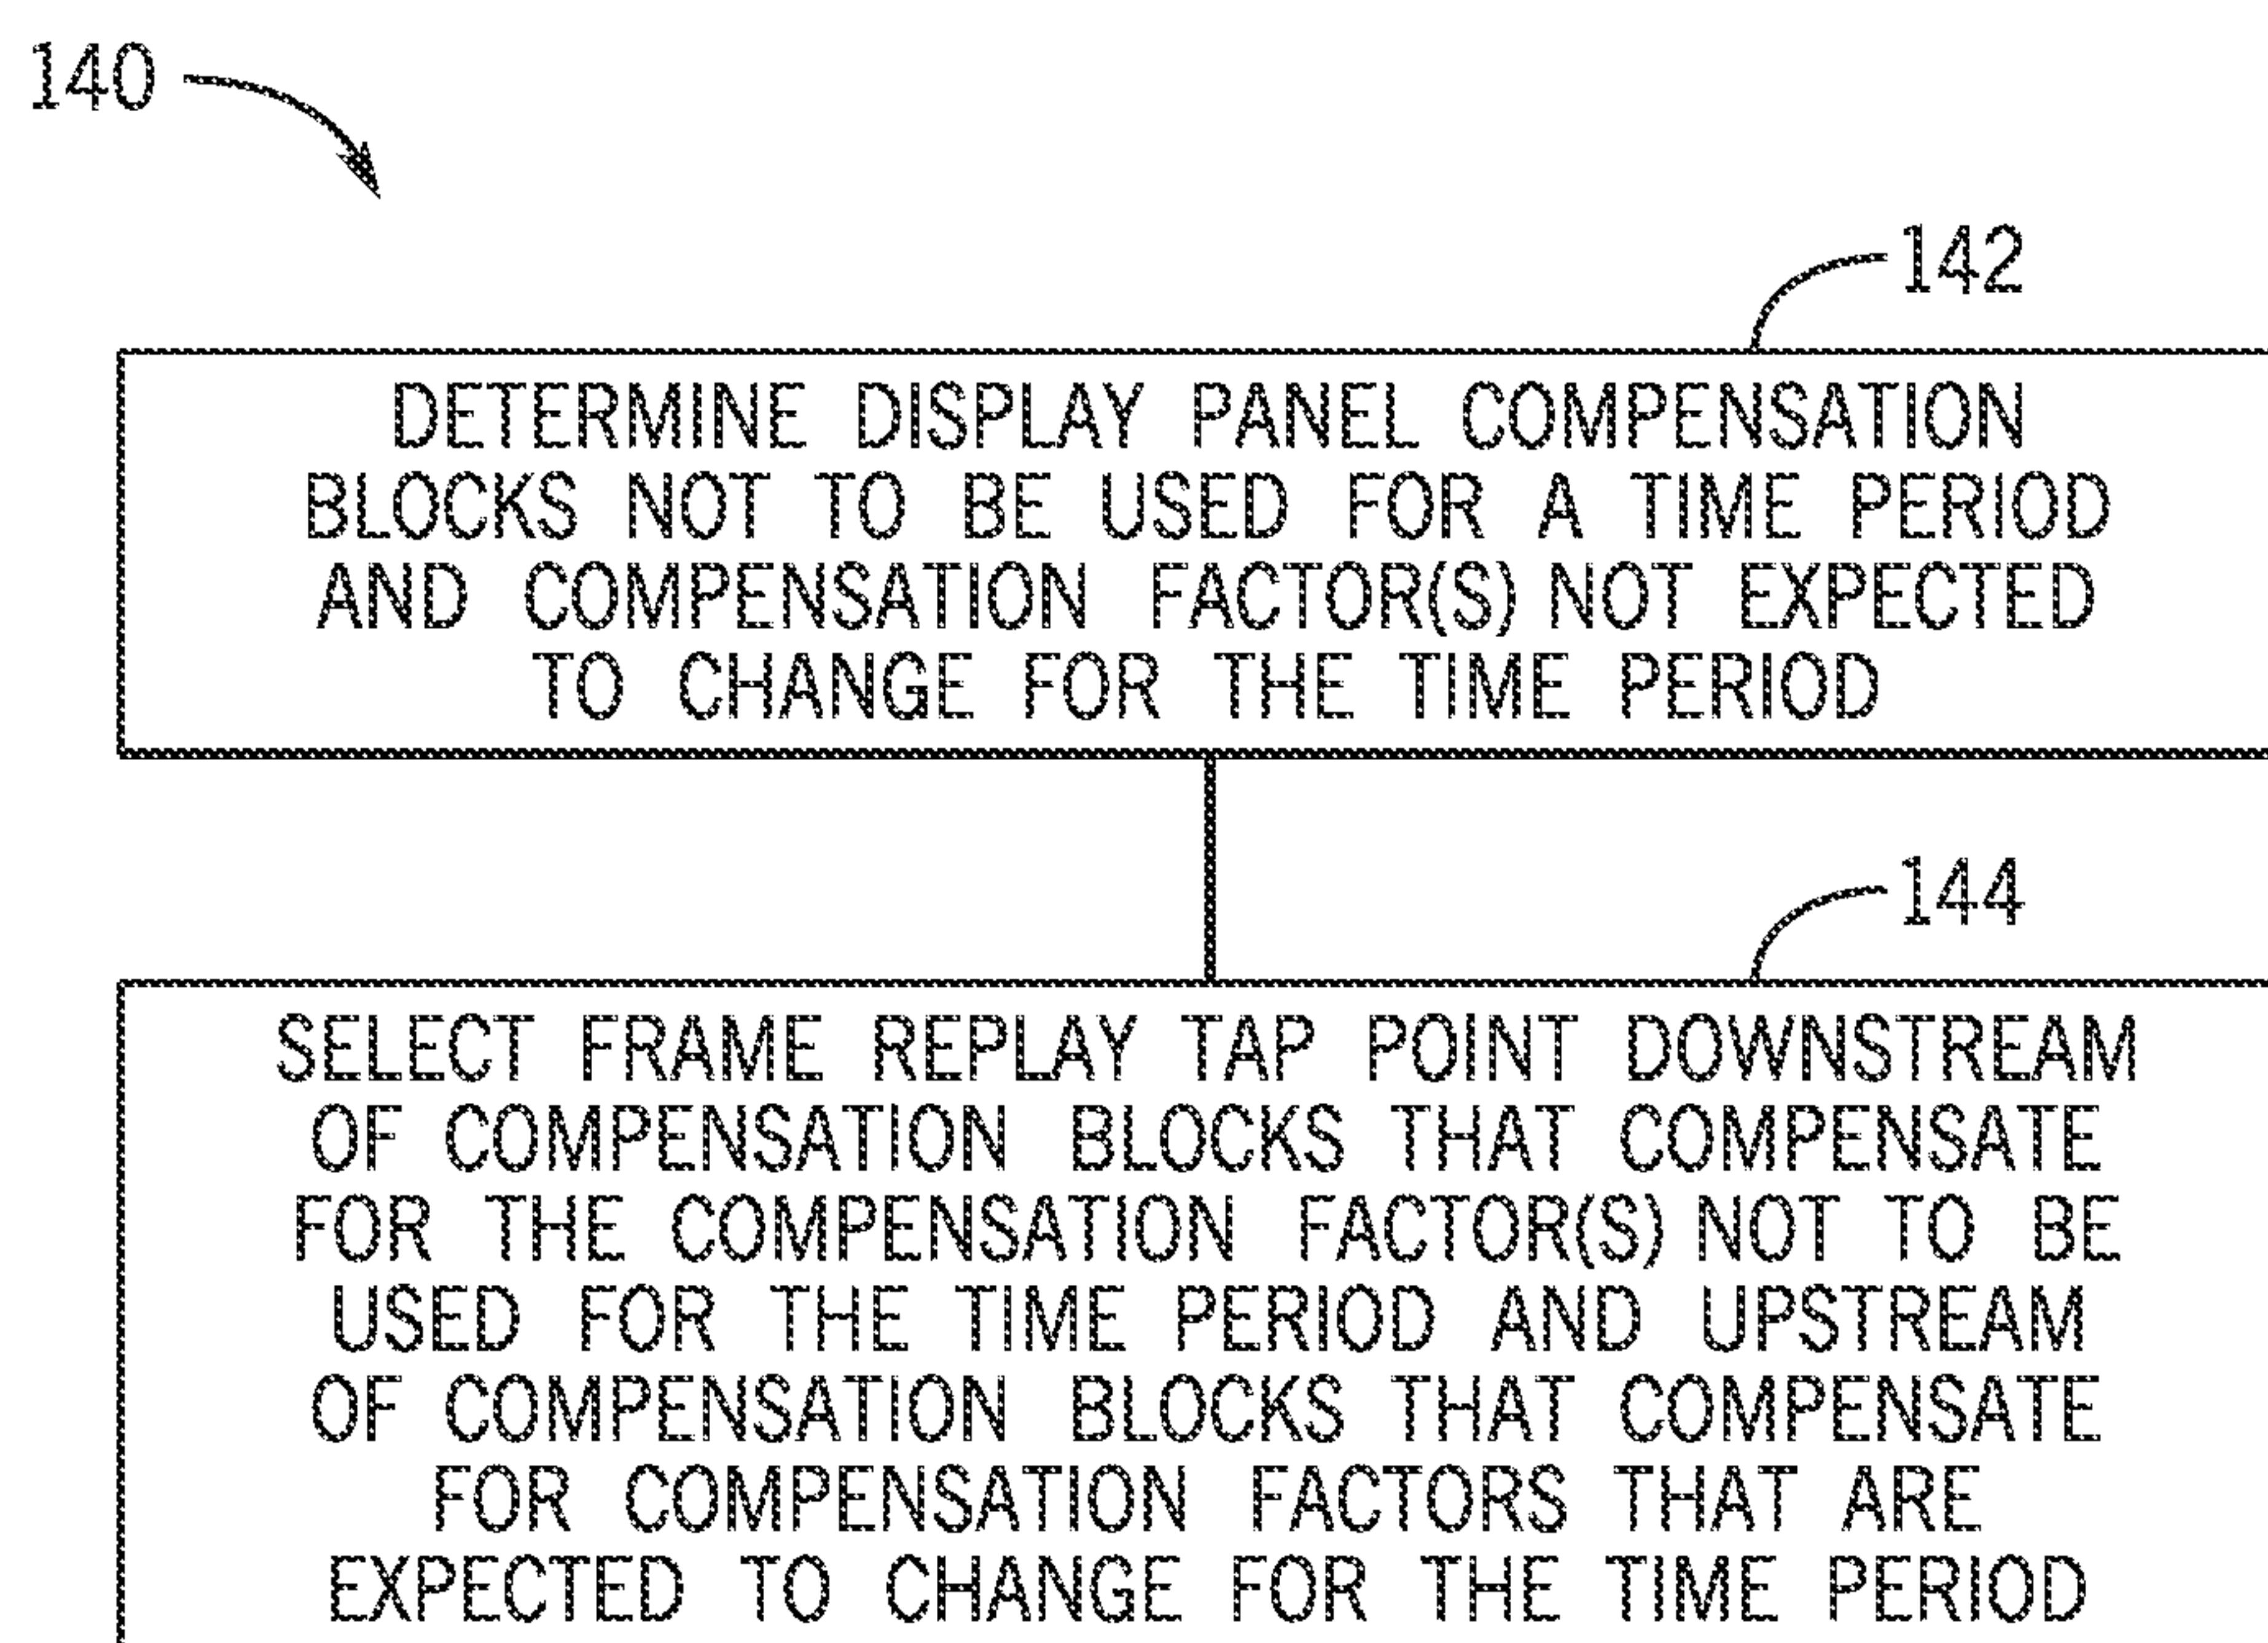 140
142
DETERMINE DISPLAY PANEL COMPENSATION
BLOCKS NOT TO BE USED FOR A TIME PERIOD
AND COMPENSATION FACTOR(S) NOT EXPECTED
TO CHANGE FOR THE TIME PERIOD
144
SELECT FRAME REPLAY TAP POINT DOWNSTREAM
OF COMPENSATION BLOCKS THAT COMPENSATE
FOR THE COMPENSATION FACTOR(S) NOT TO BE
USED FOR THE TIME PERIOD AND UPSTREAM
OF COMPENSATION BLOCKS THAT COMPENSATE
FOR COMPENSATION FACTORS THAT ARE
EXPECTED TO CHANGE FOR THE TIME PERIOD